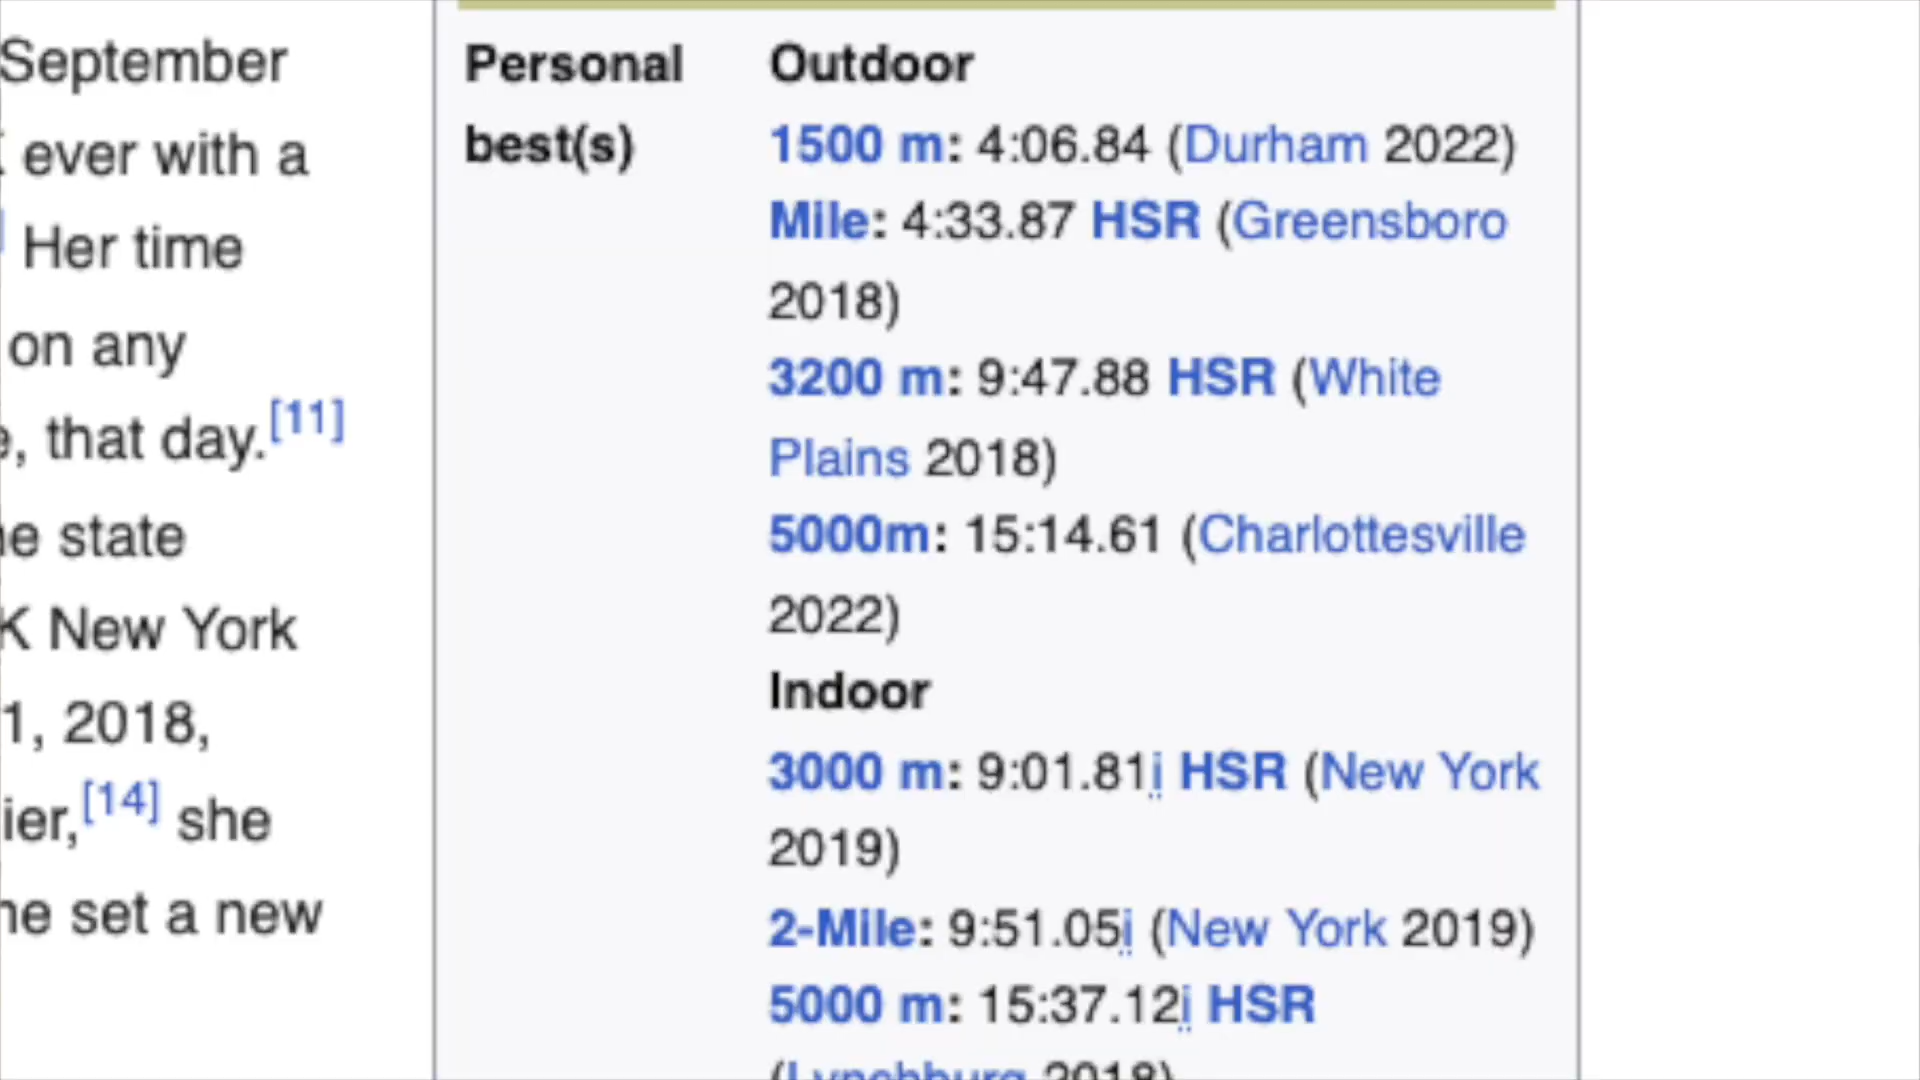 September
ever with a
Her time
on any
that day.[11]
state
New York
1, 2018,
she
set a new
Personal
best(s)
Outdoor
1500 m: 4:06.84 (Durham 2022)
Mile: 4:33.87 HSR (Greensboro
2018)
3200 m: 9:47.88 HSR (White
Plains 2018)
5000m: 15:14.61 (Charlottesville
2022)
Indoor
3000 m: 9:01.81i HSR (New York
2019)
2-Mile: 9:51.05i (New York 2019)
5000 m: 15:37.12i HSR
(Lynchburg 2018)